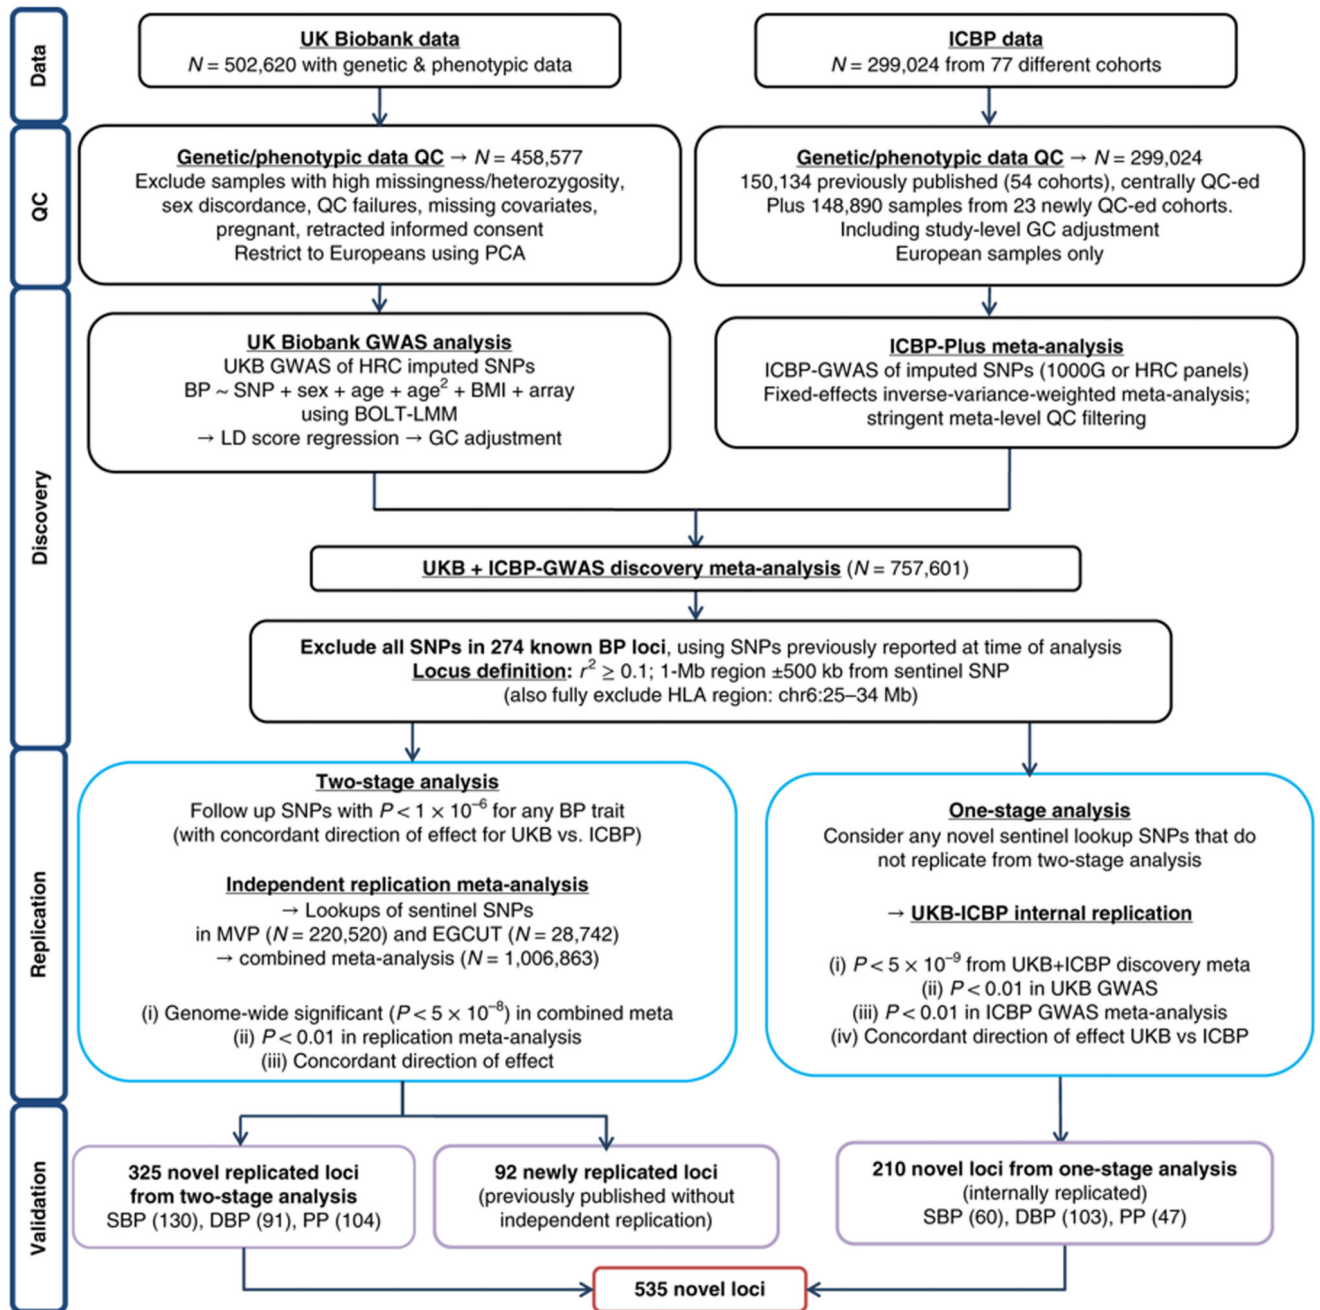 Data
UK Biobank data
N = 502,620 with genetic & phenotypic data
ICBP data
N = 299,024 from 77 different cohorts
QC
Genetic/phenotypic data QC → N = 458,577
Exclude samples with high missingness/heterozygosity,
sex discordance, QC failures, missing covariates,
pregnant, retracted informed consent
Restrict to Europeans using PCA
Genetic/phenotypic data QC → N = 299,024
150,134 previously published (54 cohorts), centrally QC-ed
Plus 148,890 samples from 23 newly QC-ed cohorts.
Including study-level GC adjustment
European samples only
Discovery
UK Biobank GWAS analysis
UKB GWAS of HRC imputed SNPs
BP ~ SNP + sex + age + age² + BMI + array
using BOLT-LMM
→ LD score regression → GC adjustment
ICBP-Plus meta-analysis
ICBP-GWAS of imputed SNPs (1000G or HRC panels)
Fixed-effects inverse-variance-weighted meta-analysis;
stringent meta-level QC filtering
UKB + ICBP-GWAS discovery meta-analysis (N = 757,601)
Exclude all SNPs in 274 known BP loci, using SNPs previously reported at time of analysis
Locus definition: r² ≥ 0.1; 1-Mb region ±500 kb from sentinel SNP
(also fully exclude HLA region: chr6:25–34 Mb)
Replication
Two-stage analysis
Follow up SNPs with P < 1 × 10⁻⁶ for any BP trait
(with concordant direction of effect for UKB vs. ICBP)
Independent replication meta-analysis
→ Lookups of sentinel SNPs
in MVP (N = 220,520) and EGCUT (N = 28,742)
→ combined meta-analysis (N = 1,006,863)
(i) Genome-wide significant (P < 5 × 10⁻⁸) in combined meta
(ii) P < 0.01 in replication meta-analysis
(iii) Concordant direction of effect
One-stage analysis
Consider any novel sentinel lookup SNPs that do
not replicate from two-stage analysis
→ UKB-ICBP internal replication
(i) P < 5 × 10⁻⁹ from UKB+ICBP discovery meta
(ii) P < 0.01 in UKB GWAS
(iii) P < 0.01 in ICBP GWAS meta-analysis
(iv) Concordant direction of effect UKB vs ICBP
Validation
325 novel replicated loci
from two-stage analysis
SBP (130), DBP (91), PP (104)
92 newly replicated loci
(previously published without
independent replication)
210 novel loci from one-stage analysis
(internally replicated)
SBP (60), DBP (103), PP (47)
535 novel loci